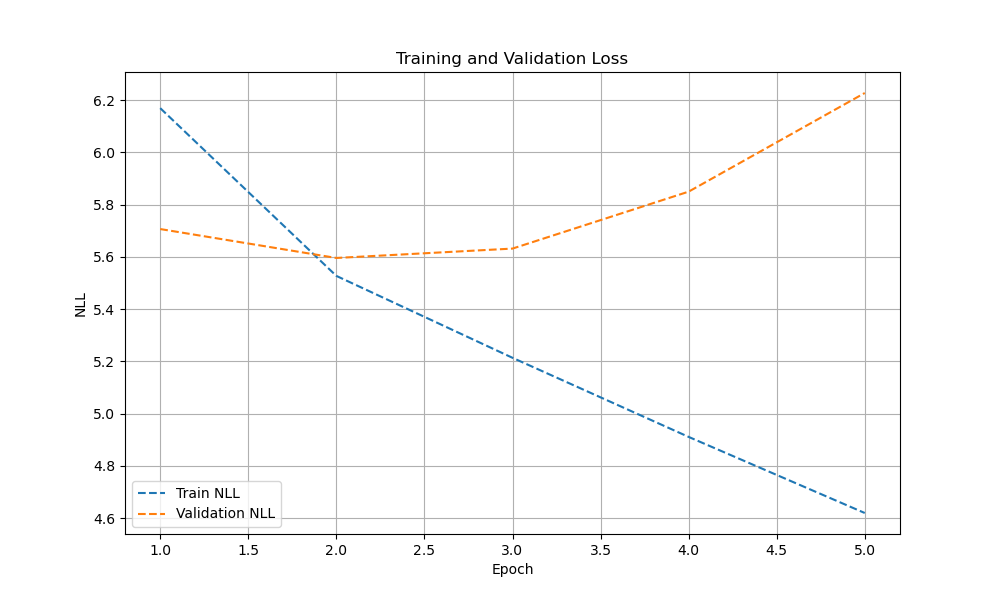 Training and Validation Loss
6.2
6.0
5.8
5.6
5.4
5.2
5.0
4.8
4.6
NLL
Train NLL
Validation NLL
1.0 1.5 2.0 2.5 3.0 3.5 4.0 4.5 5.0
Epoch